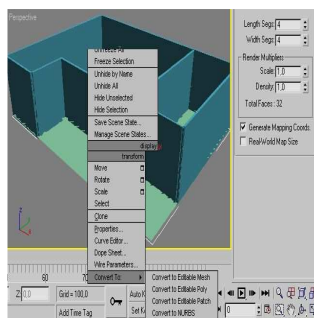 Perspective
Unfreeze All
Freeze Selection
Unhide by Name
Unhide All
Hide Unselected
Hide Selection
Save Scene State...
Manage Scene States...
display
transform
Move
Rotate
Scale
Select
Clone
Properties...
Curve Editor...
Dope Sheet...
Wire Parameters...
Convert To:
Convert to Editable Mesh
Convert to Editable Poly
Convert to Editable Patch
Convert to NURBS
Length Segs: 4
Width Segs: 4
Render Multipliers
Scale: 1,0
Density: 1,0
Total Faces : 32
Generate Mapping Coords.
Real-World Map Size
z
x
60
70
Z: 0,0
Grid = 100,0
Add Time Tag
Auto K
Set K
0